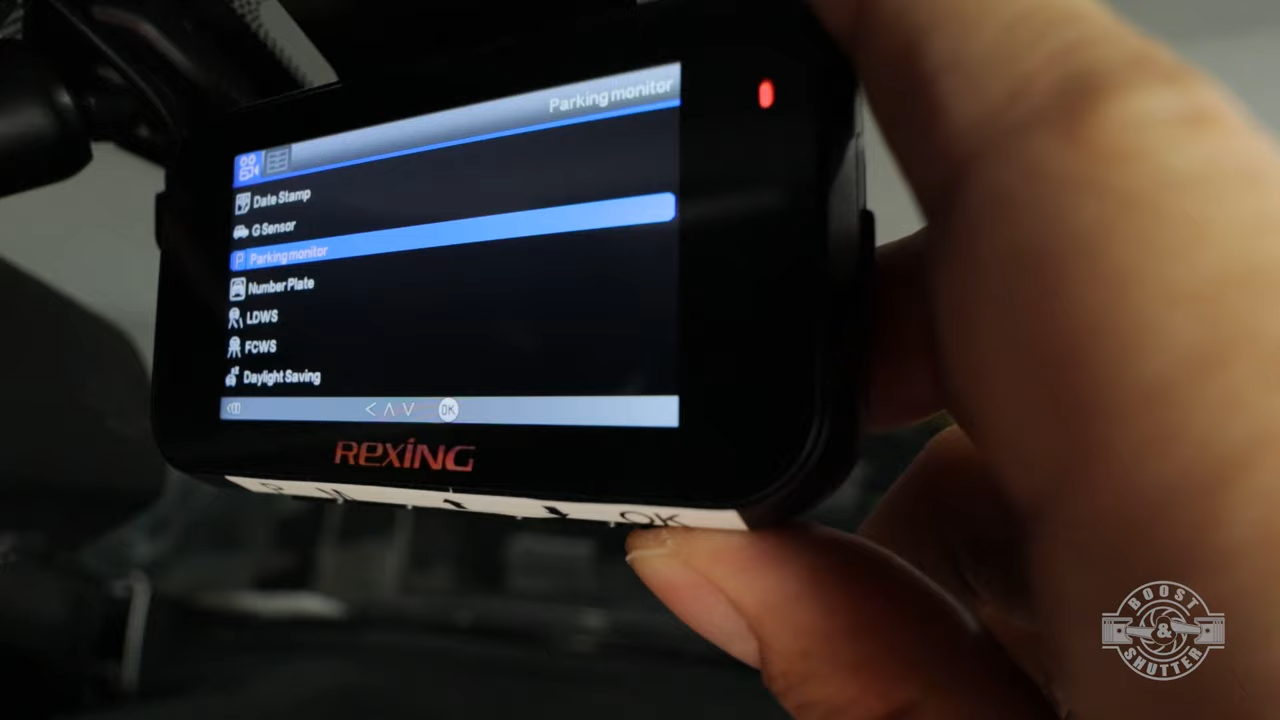 Parking monitor
Date Stamp
G Sensor
P Parking monitor
Number Plate
LDWS
FCWS
Daylight Saving
OK
REXING
P M OK
BOOST
&
SHUTTER